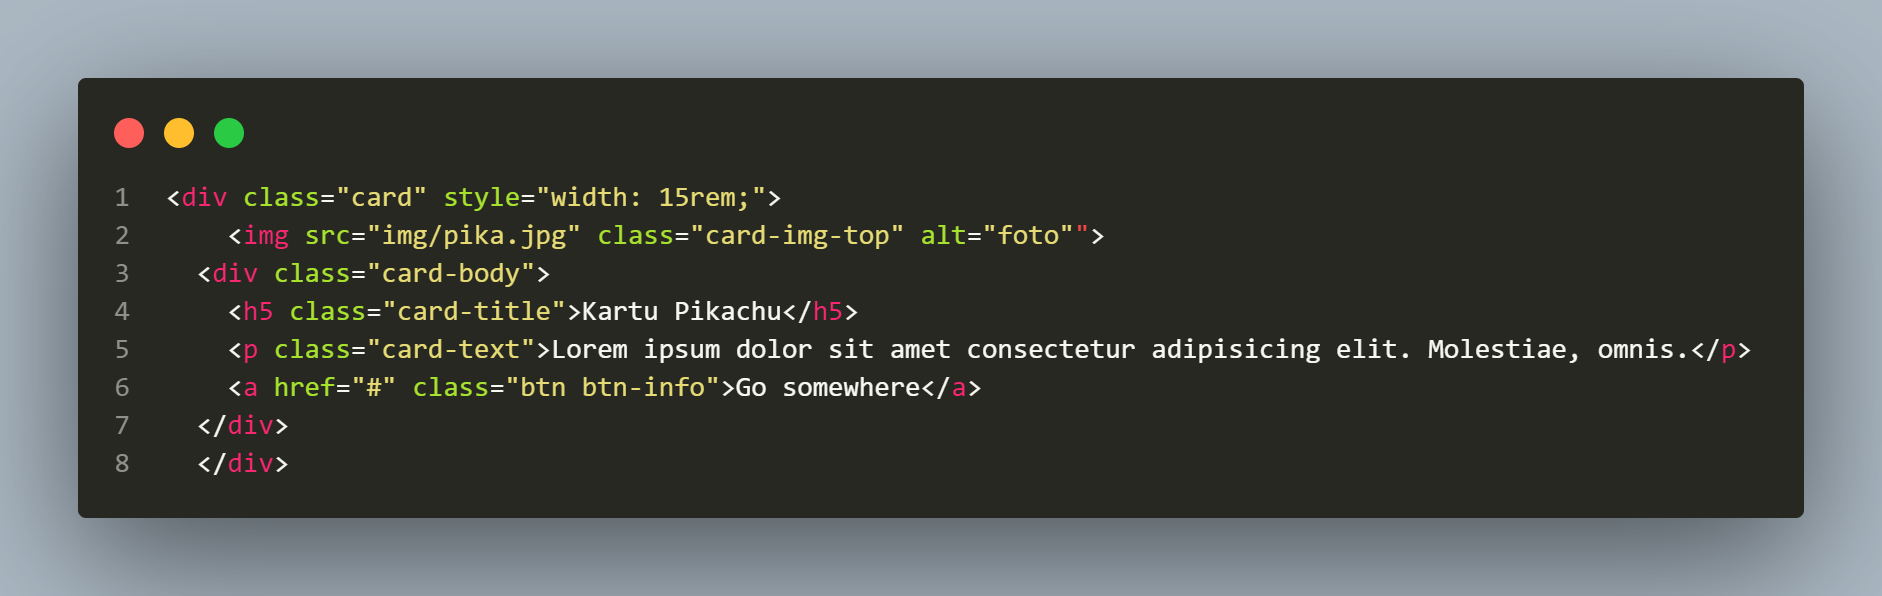 1 <div class="card" style="width: 15rem;">
2     <img src="img/pika.jpg" class="card-img-top" alt="foto"">
3   <div class="card-body">
4     <h5 class="card-title">Kartu Pikachu</h5>
5     <p class="card-text">Lorem ipsum dolor sit amet consectetur adipisicing elit. Molestiae, omnis.</p>
6     <a href="#" class="btn btn-info">Go somewhere</a>
7   </div>
8   </div>